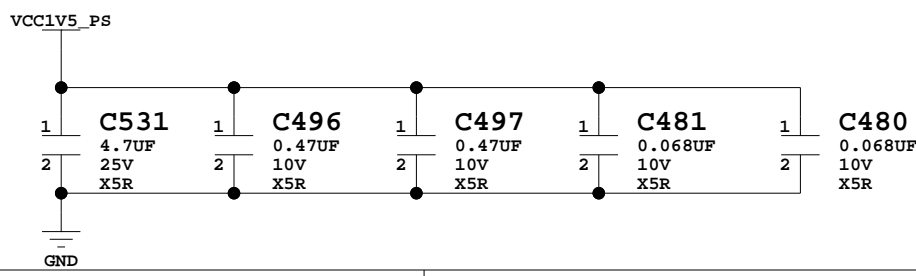 VCC1V5_PS
1
2
C531
4.7UF
25V
X5R
1
2
C496
0.47UF
10V
X5R
1
2
C497
0.47UF
10V
X5R
1
2
C481
0.068UF
10V
X5R
1
2
C480
0.068UF
10V
X5R
GND